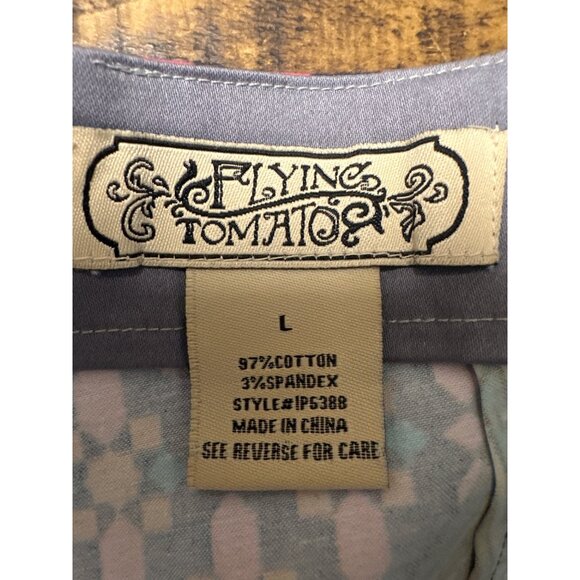 FLYING
TOMATO
L
97%COTTON
3%SPANDEX
STYLE#IP5388
MADE IN CHINA
SEE REVERSE FOR CARE